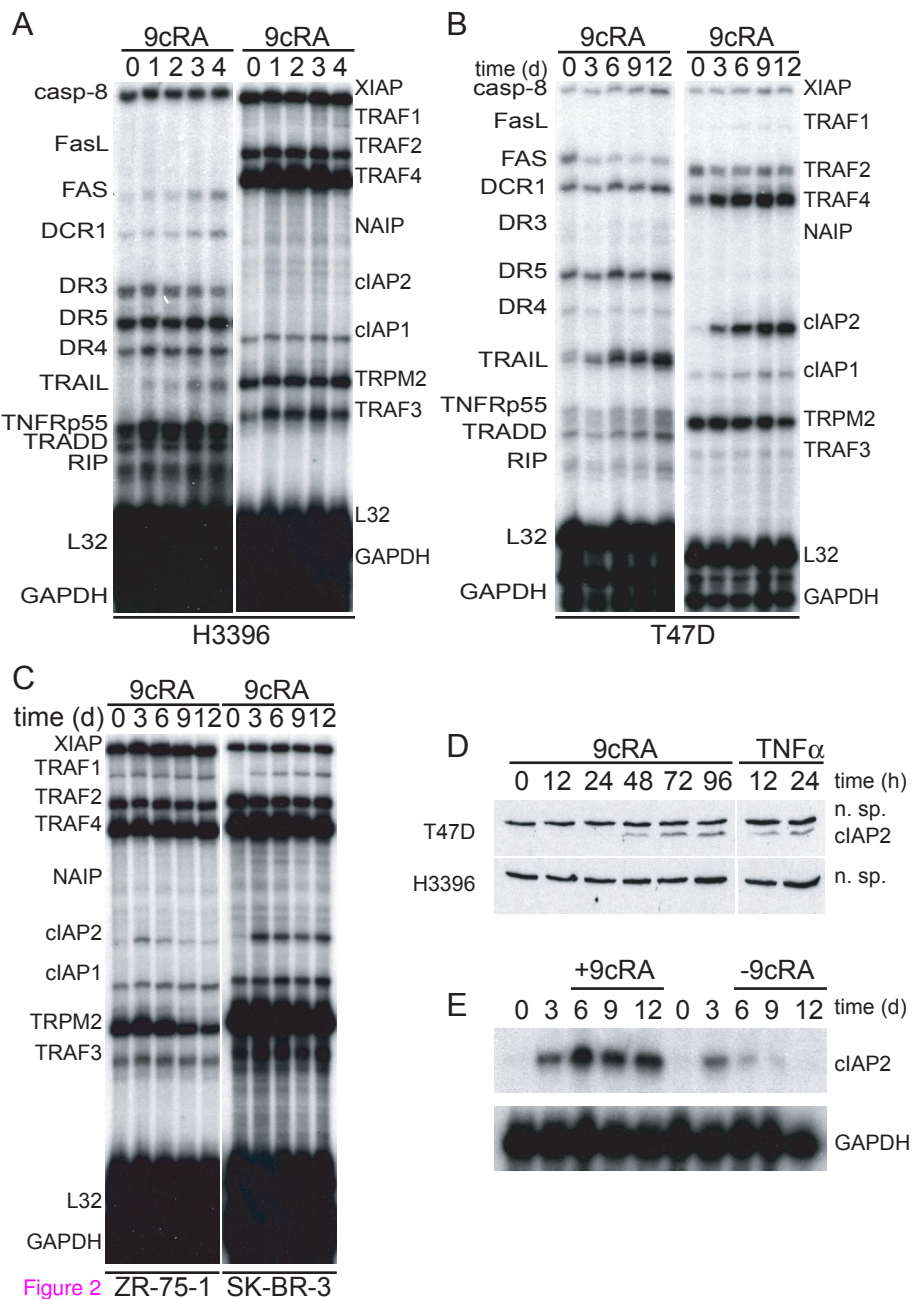 A
9cRA 9cRA
0 1 2 3 4 0 1 2 3 4
casp-8
FasL
FAS
DCR1
DR3
DR5
DR4
TRAIL
TNFRp55
TRADD
RIP
L32
GAPDH
XIAP
TRAF1
TRAF2
TRAF4
NAIP
cIAP2
cIAP1
TRPM2
TRAF3
L32
GAPDH
H3396
B
9cRA 9cRA
time (d) 0 3 6 9 12 0 3 6 9 12
casp-8
FasL
FAS
DCR1
DR3
DR5
DR4
TRAIL
TNFRp55
TRADD
RIP
L32
GAPDH
XIAP
TRAF1
TRAF2
TRAF4
NAIP
cIAP2
cIAP1
TRPM2
TRAF3
L32
GAPDH
T47D
C
9cRA 9cRA
time (d) 0 3 6 9 12 0 3 6 9 12
XIAP
TRAF1
TRAF2
TRAF4
NAIP
cIAP2
cIAP1
TRPM2
TRAF3
L32
GAPDH
ZR-75-1 SK-BR-3
D
9cRA TNFα
0 12 24 48 72 96 12 24 time (h)
T47D
n. sp.
cIAP2
H3396 n. sp.
E
+9cRA -9cRA
0 3 6 9 12 0 3 6 9 12 time (d)
cIAP2
GAPDH
Figure 2